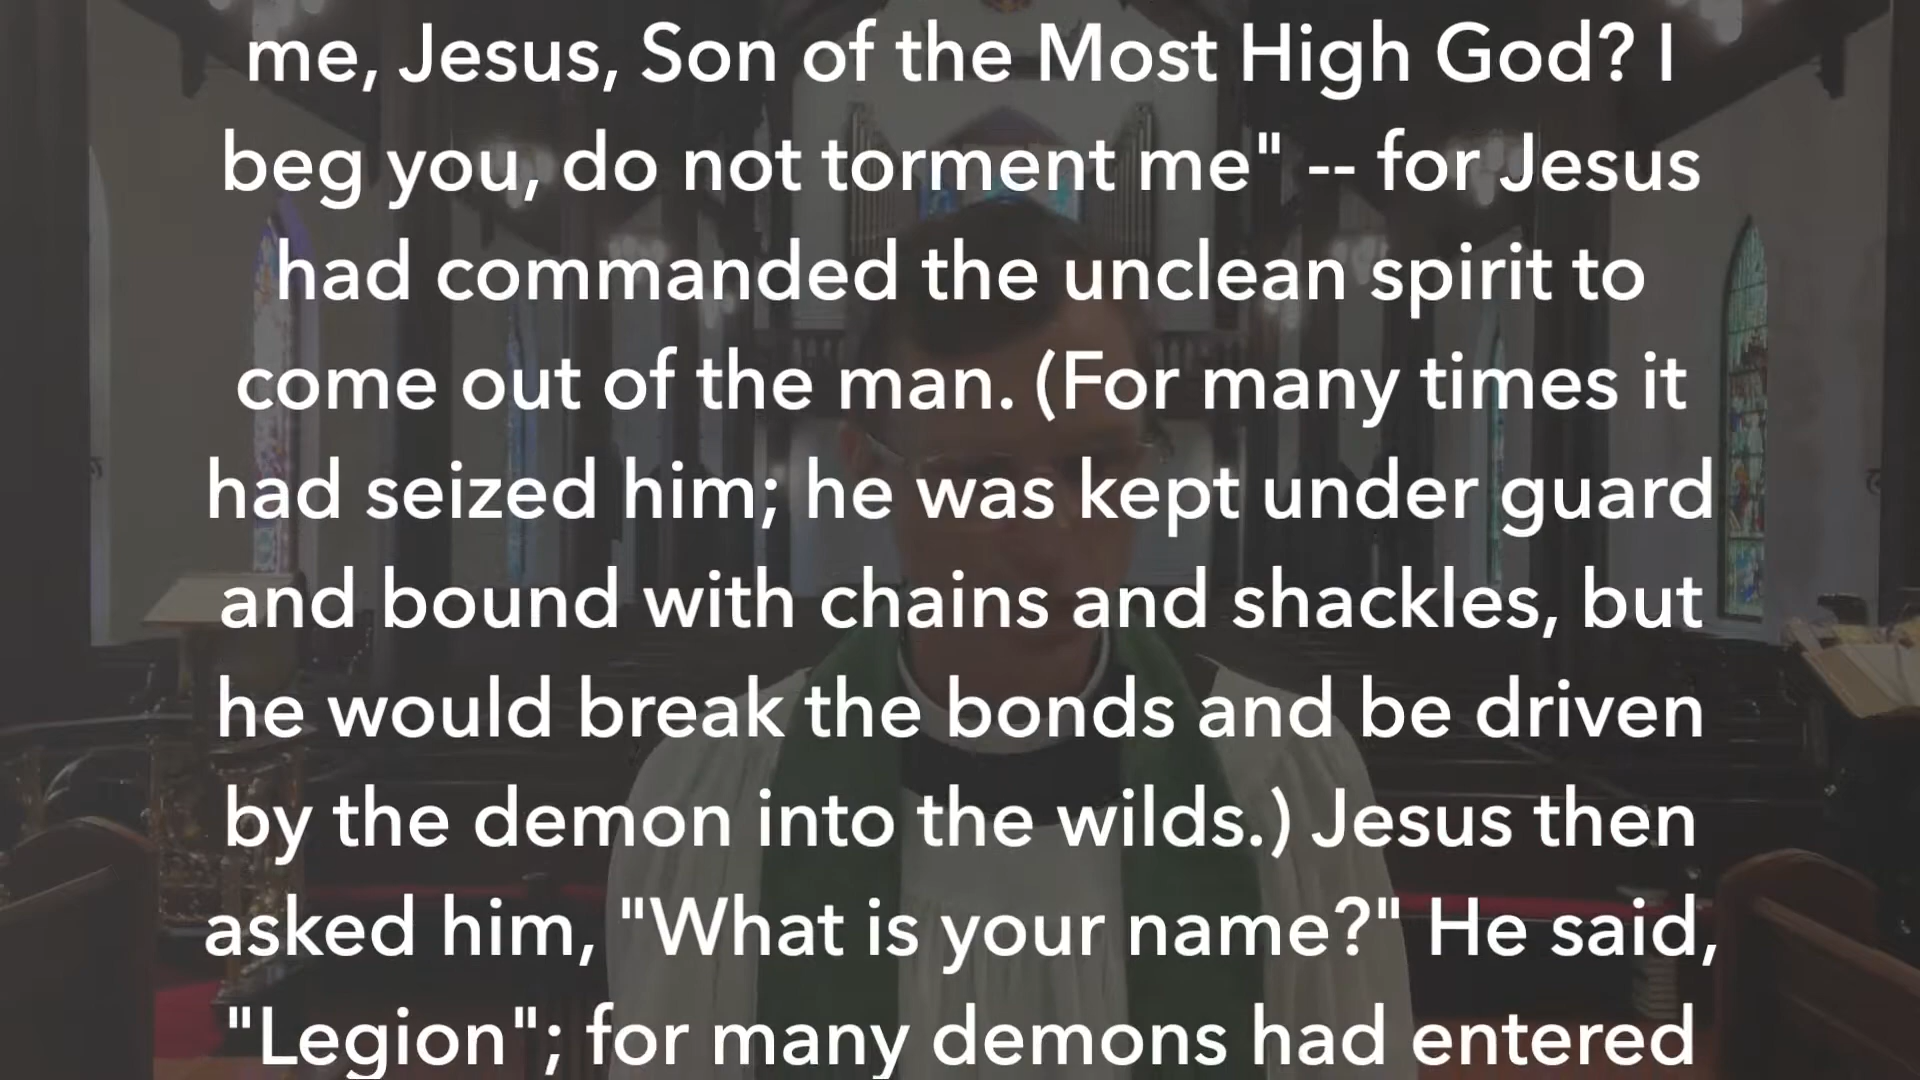 me, Jesus, Son of the Most High God? I
beg you, do not torment me" -- for Jesus
had commanded the unclean spirit to
come out of the man. (For many times it
had seized him; he was kept under guard
and bound with chains and shackles, but
he would break the bonds and be driven
by the demon into the wilds.) Jesus then
asked him, "What is your name?" He said,
"Legion"; for many demons had entered